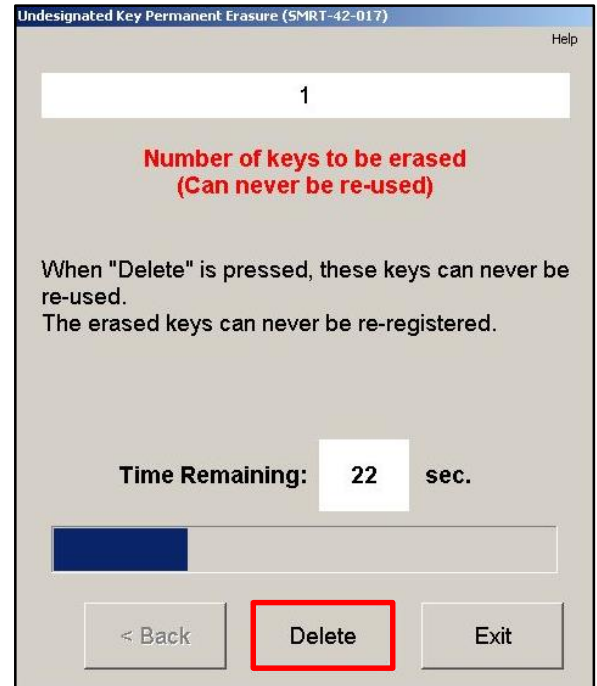 Undesignated Key Permanent Erasure (SMRT-42-017)
Help
1
Number of keys to be erased
(Can never be re-used)
When "Delete" is pressed, these keys can never be
re-used.
The erased keys can never be re-registered.
Time Remaining: 22 sec.
< Back Delete Exit